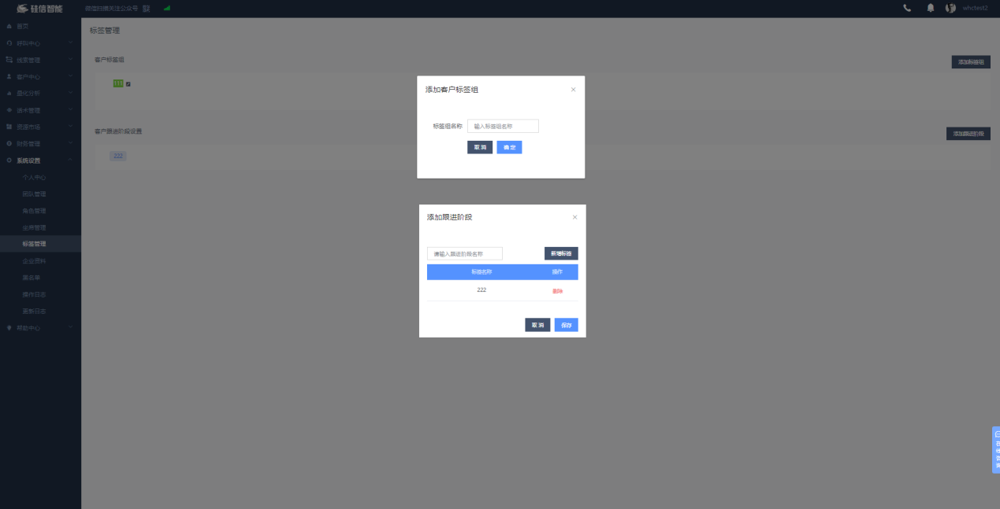 硅信智能
微信扫描关注公众号
whctest2
首页
呼叫中心
线索管理
客户中心
量化分析
话术管理
资源市场
财务管理
系统设置
个人中心
团队管理
角色管理
坐席管理
标签管理
企业资料
黑名单
操作日志
更新日志
帮助中心
标签管理
客户标签组
添加标签组
111
客户跟进阶段设置
添加跟进阶段
222
添加客户标签组
×
标签组名称
输入标签组名称
取消
确定
添加跟进阶段
×
请输入跟进阶段名称
新增标签
标签名称
操作
222
删除
取消
保存